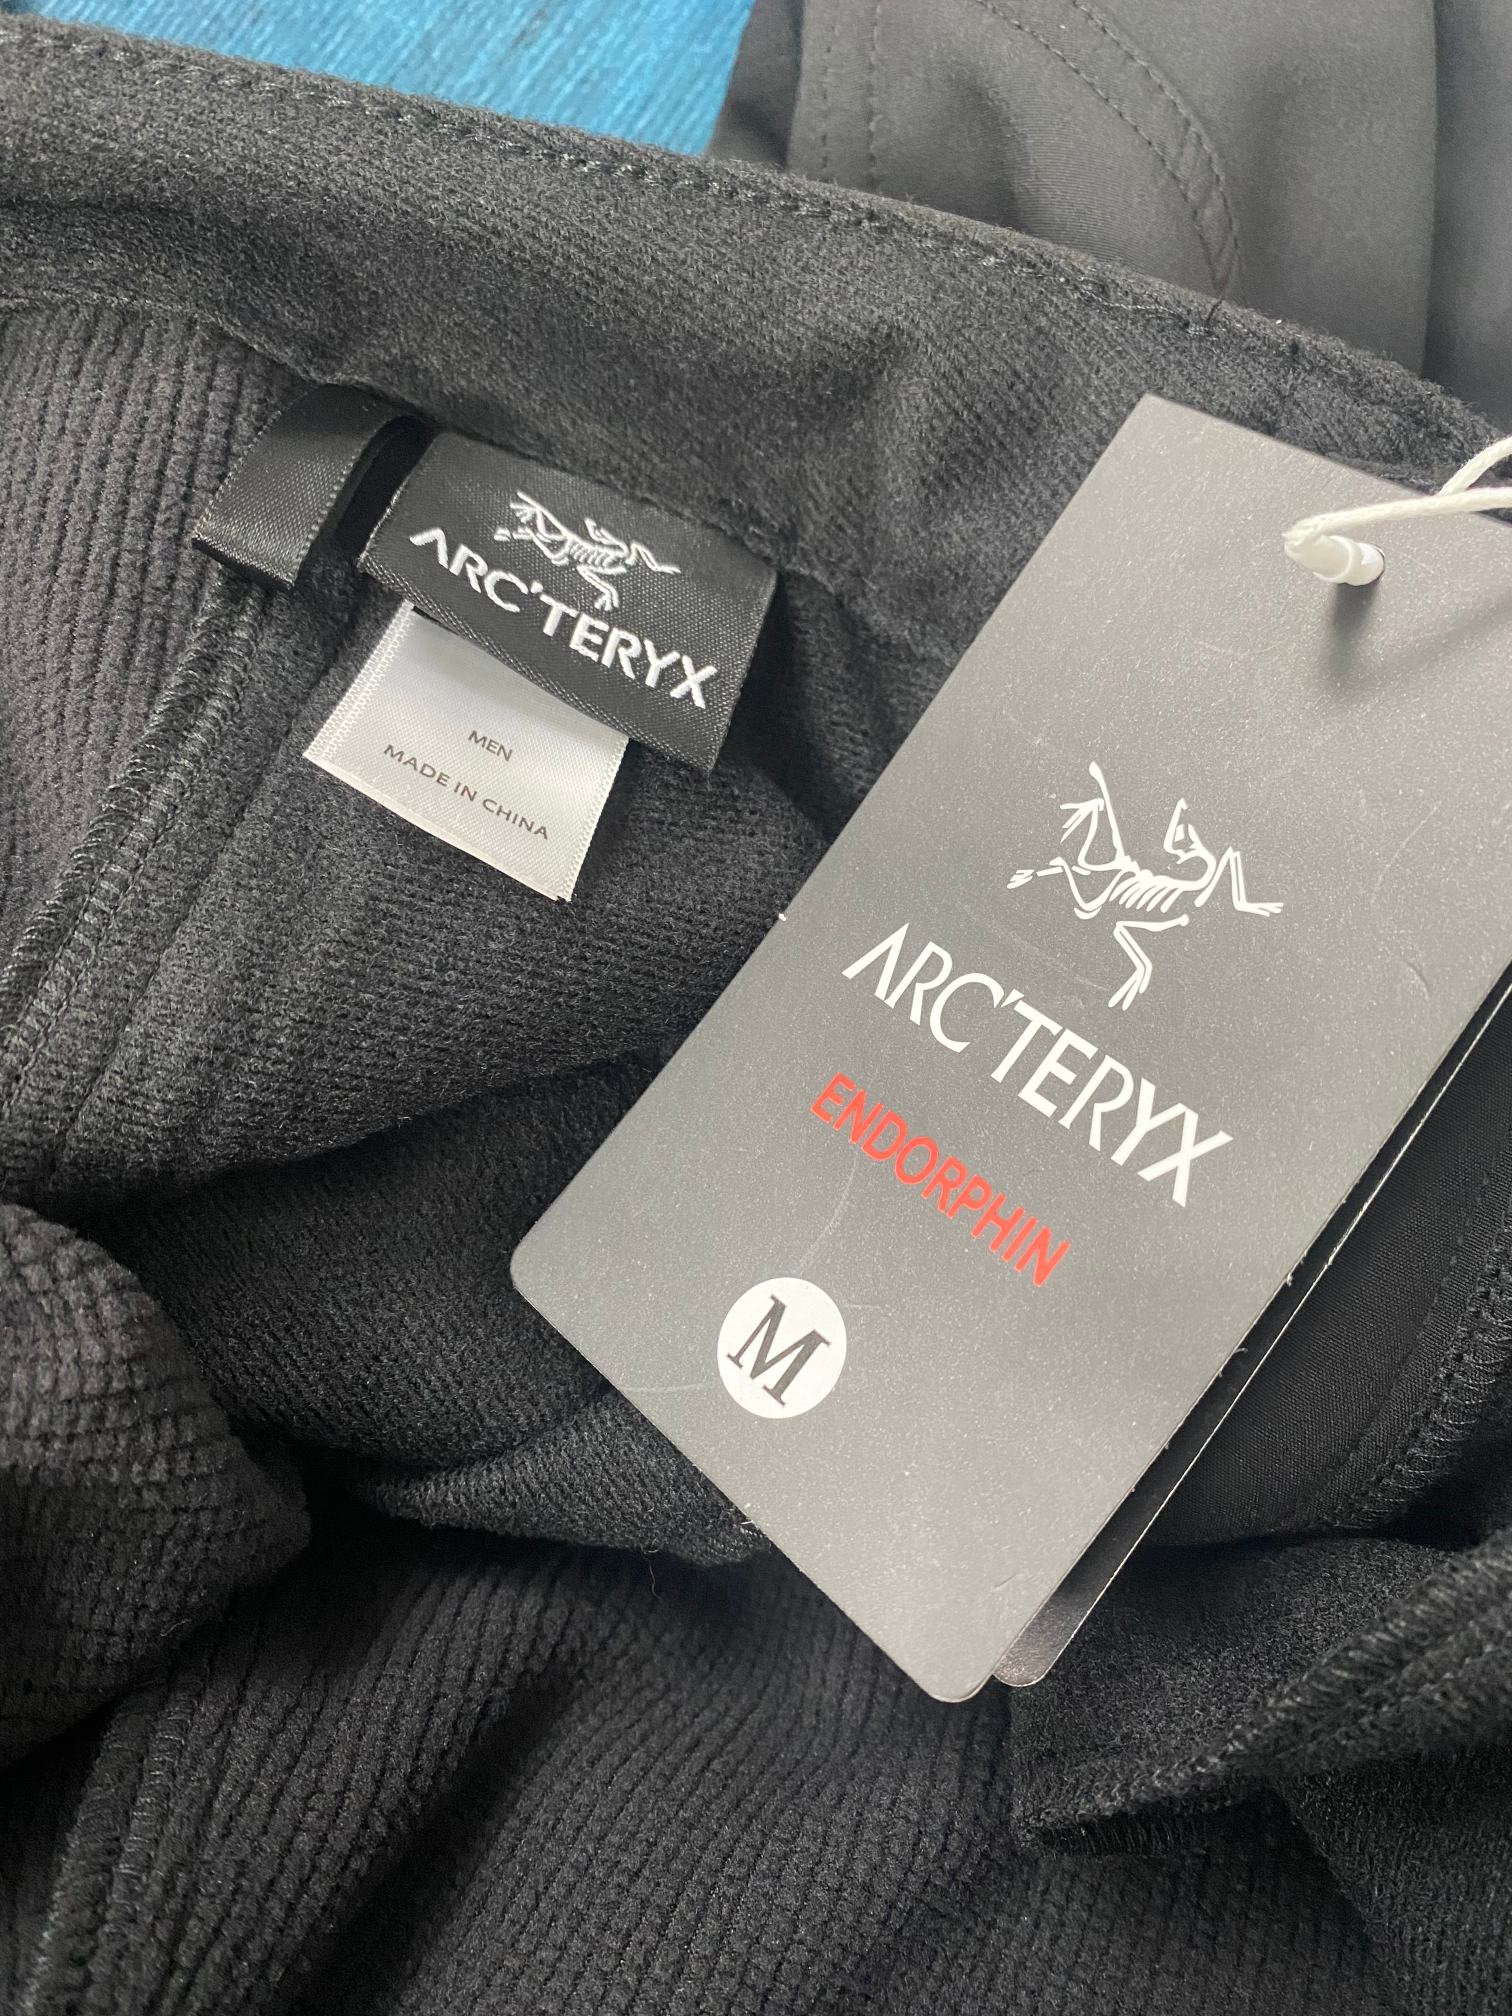 ARC'TERYX
MEN
MADE IN CHINA
ARC'TERYX
ENDORPHIN
M